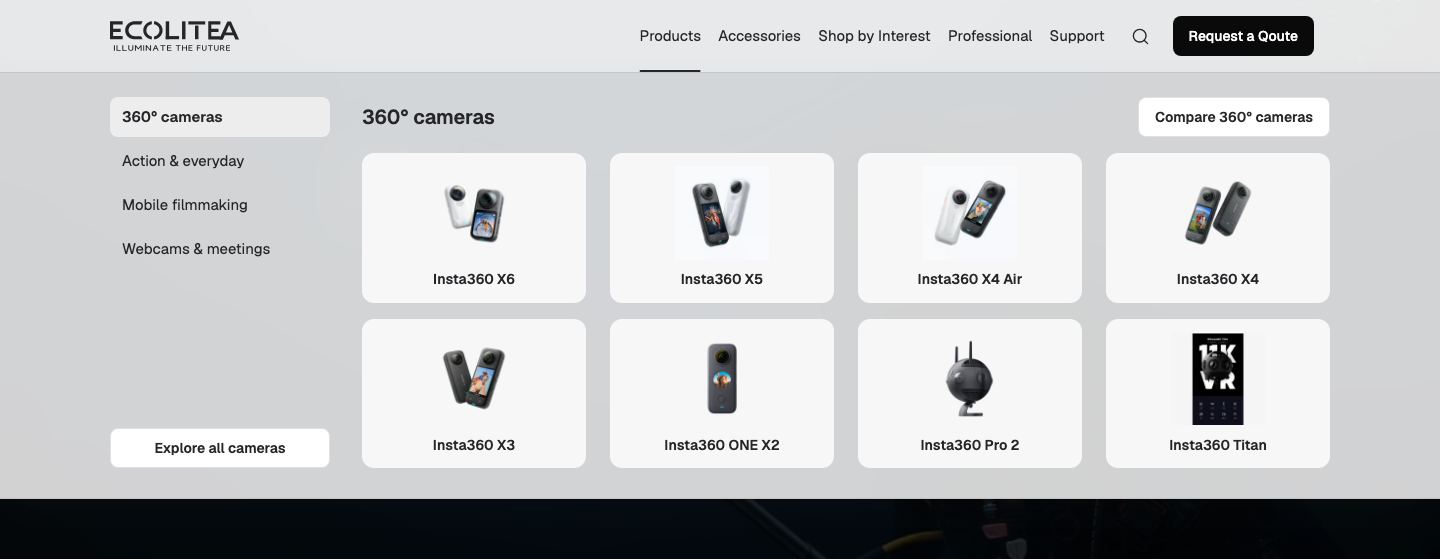 ECOLITEA
ILLUMINATE THE FUTURE
Products
Accessories
Shop by Interest
Professional
Support
Request a Qoute
360° cameras
Action & everyday
Mobile filmmaking
Webcams & meetings
Explore all cameras
360° cameras
Compare 360° cameras
Insta360 X6
Insta360 X5
Insta360 X4 Air
Insta360 X4
Insta360 X3
Insta360 ONE X2
Insta360 Pro 2
11K
VR
Insta360 Titan